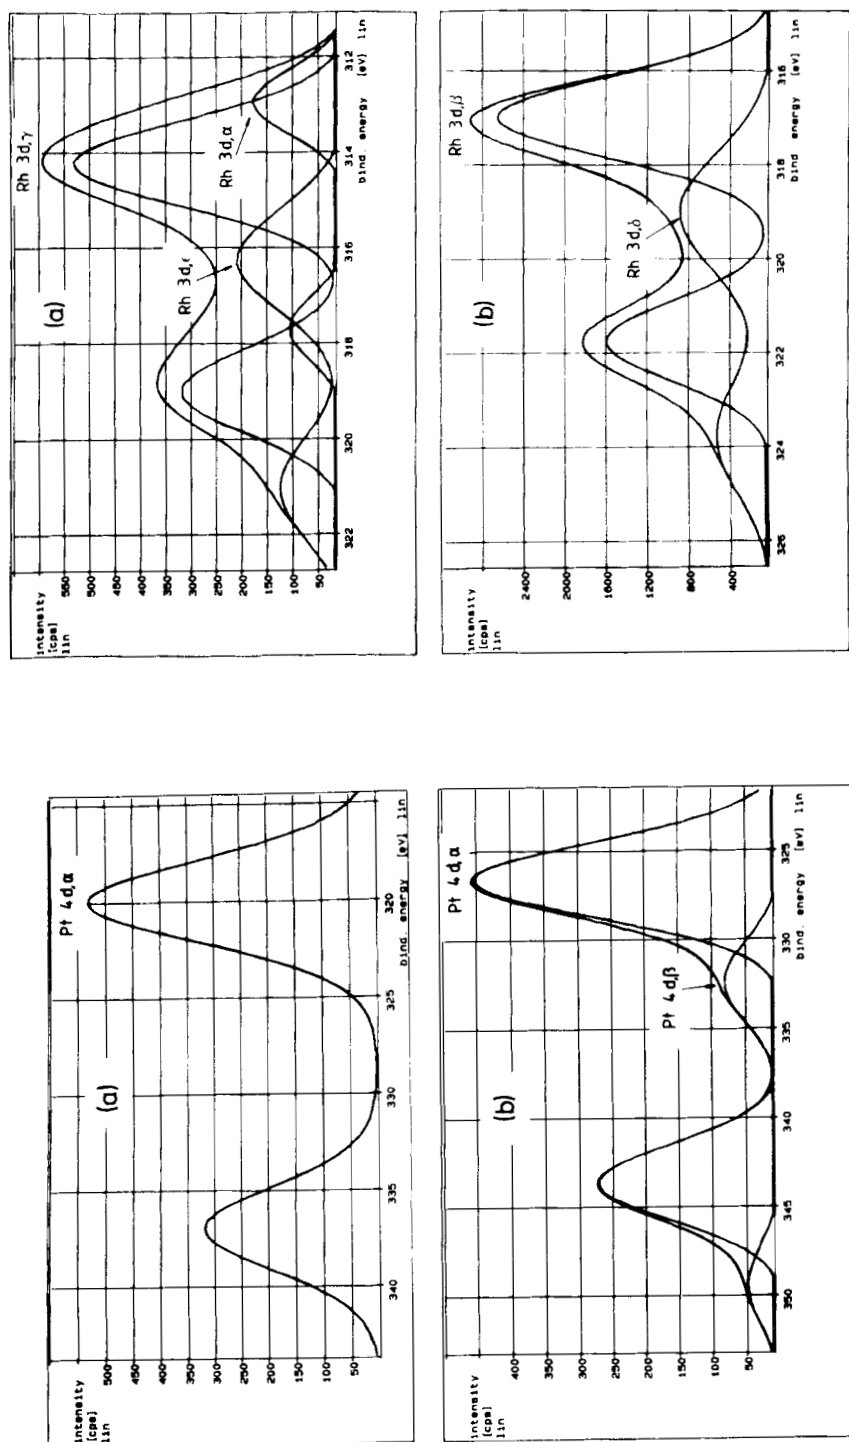 intensity
[cps]
lin
Pt 4d,α
(a)
500
450
400
350
300
250
200
150
100
50
340 335 330 325 320
bind. energy [eV] lin
intensity
[cps]
lin
Rh 3d,γ
(a)
Rh 3d,ε
Rh 3d,α
550
500
450
400
350
300
250
200
150
100
50
322 320 318 316 314 312
bind. energy [eV] lin
intensity
[cps]
lin
Pt 4d,α
(b)
Pt 4d,β
400
350
300
250
200
150
100
50
350 345 340 335 330 325
bind. energy [eV] lin
intensity
[cps]
lin
Rh 3d,β
(b)
Rh 3d,δ
2400
2000
1600
1200
800
400
326 324 322 320 318 316
bind. energy [eV] lin